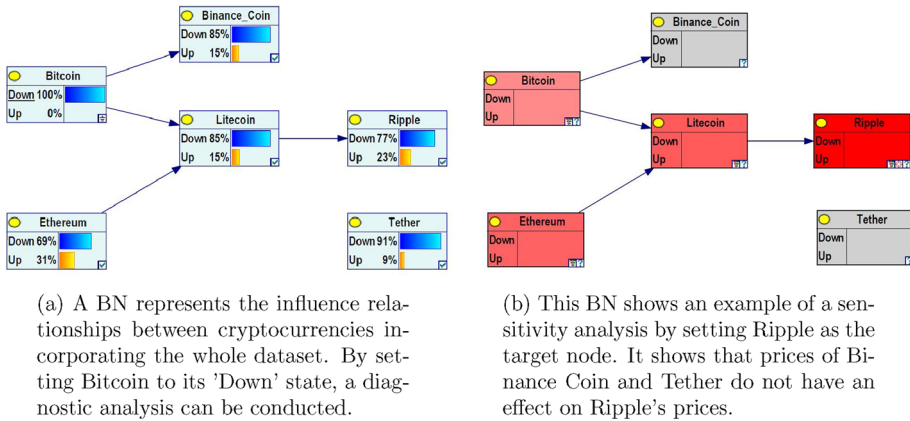 Binance_Coin
Down 85%
Up 15%
Bitcoin
Down 100%
Up 0%
Litecoin
Down 85%
Up 15%
Ripple
Down 77%
Up 23%
Ethereum
Down 69%
Up 31%
Tether
Down 91%
Up 9%
(a) A BN represents the influence rela-
tionships between cryptocurrencies in-
corporating the whole dataset. By set-
ting Bitcoin to its 'Down' state, a diag-
nostic analysis can be conducted.
Binance_Coin
Down
Up
Bitcoin
Down
Up
Litecoin
Down
Up
Ripple
Down
Up
Ethereum
Down
Up
Tether
Down
Up
(b) This BN shows an example of a sen-
sitivity analysis by setting Ripple as the
target node. It shows that prices of Bi-
nance Coin and Tether do not have an
effect on Ripple's prices.